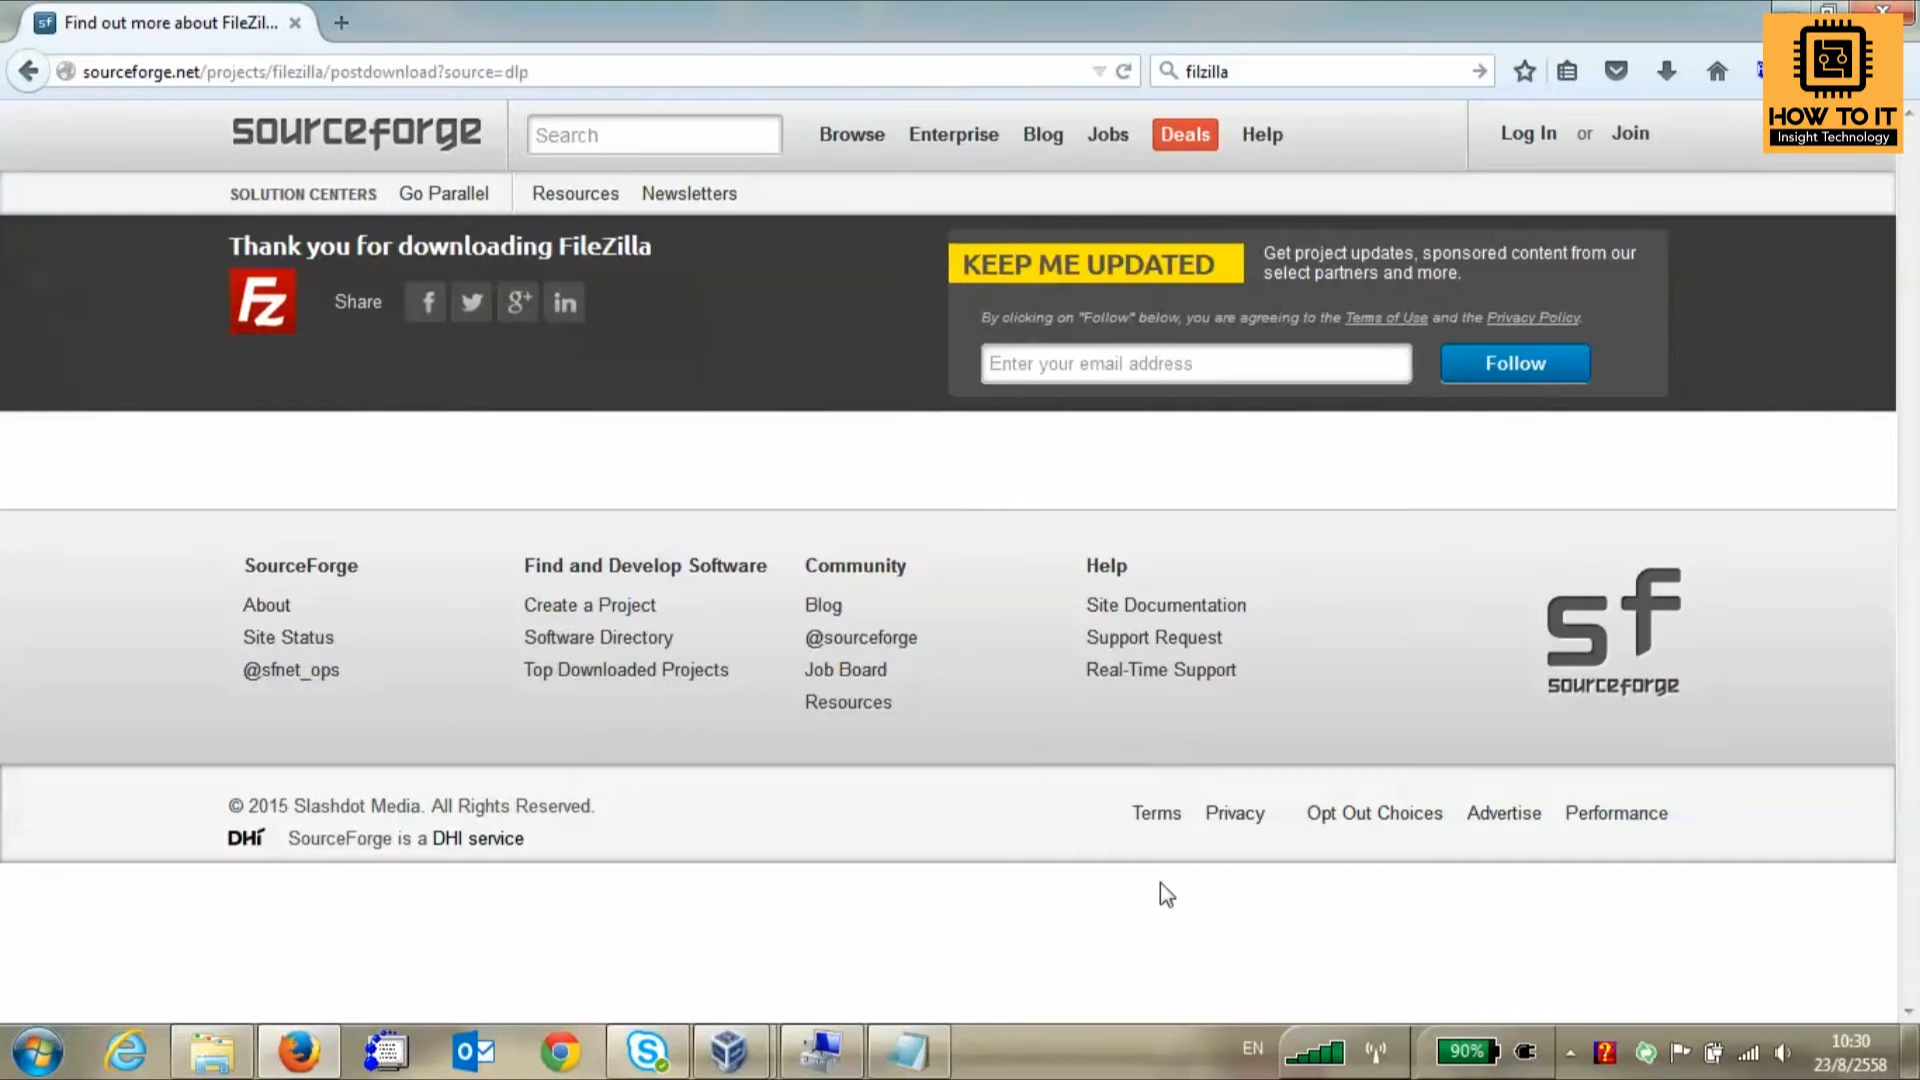 Find out more about FileZil...
sourceforge.net/projects/filezilla/postdownload?source=dlp
filzilla
HOW TO IT
Insight Technology
sourceforge
Search
Browse
Enterprise
Blog
Jobs
Deals
Help
Log In or Join
SOLUTION CENTERS
Go Parallel
Resources
Newsletters
Thank you for downloading FileZilla
Fz
Share
f
g+
in
KEEP ME UPDATED
Get project updates, sponsored content from our
select partners and more.
By clicking on "Follow" below, you are agreeing to the Terms of Use and the Privacy Policy.
Enter your email address
Follow
SourceForge
About
Site Status
@sfnet_ops
Find and Develop Software
Create a Project
Software Directory
Top Downloaded Projects
Community
Blog
@sourceforge
Job Board
Resources
Help
Site Documentation
Support Request
Real-Time Support
sf
sourceforge
© 2015 Slashdot Media. All Rights Reserved.
DHI SourceForge is a DHI service
Terms
Privacy
Opt Out Choices
Advertise
Performance
EN
90%
10:30
23/8/2558